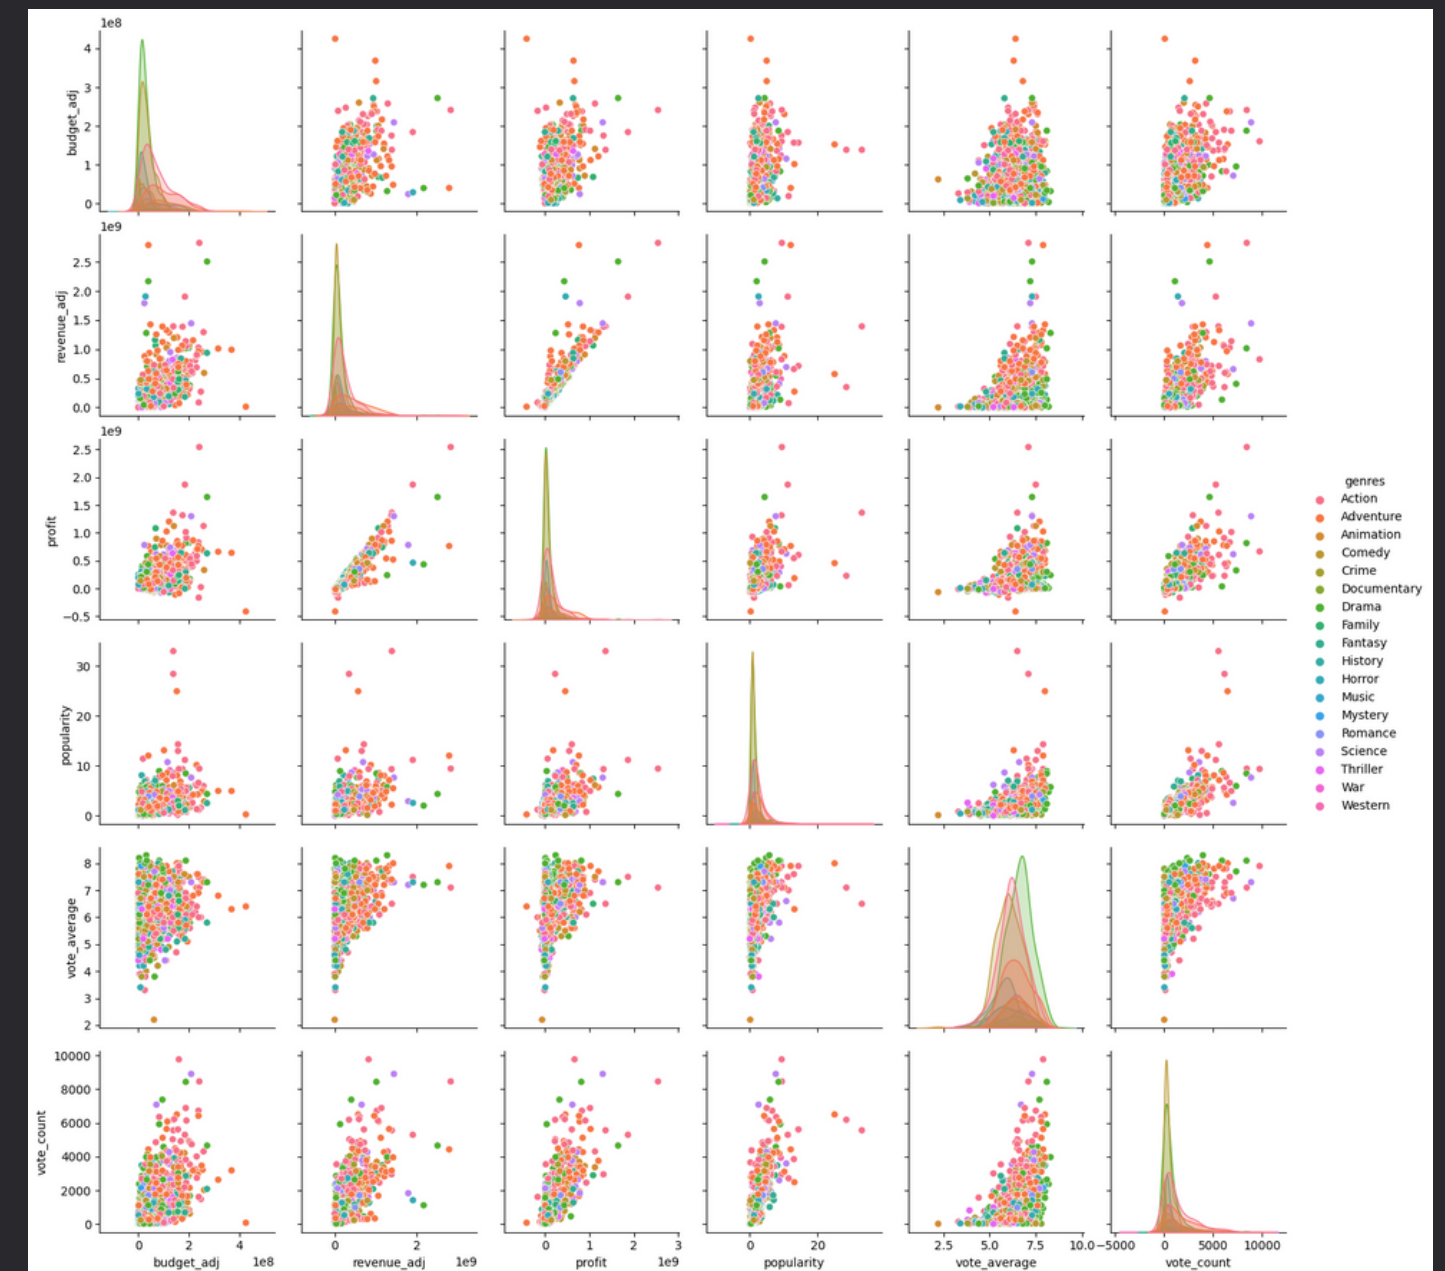 1e8
4
3
2
1
0
budget_adj
1e9
2.5
2.0
1.5
1.0
0.5
0.0
revenue_adj
1e9
2.5
2.0
1.5
1.0
0.5
0.0
−0.5
profit
30
20
10
0
popularity
8
7
6
5
4
3
2
vote_average
10000
8000
6000
4000
2000
0
vote_count
0 2 4 1e8
budget_adj
0 2 1e9
revenue_adj
0 1 2 3 1e9
profit
0 20
popularity
2.5 5.0 7.5 10.0
vote_average
−5000 0 5000 10000
vote_count
genres
Action
Adventure
Animation
Comedy
Crime
Documentary
Drama
Family
Fantasy
History
Horror
Music
Mystery
Romance
Science
Thriller
War
Western